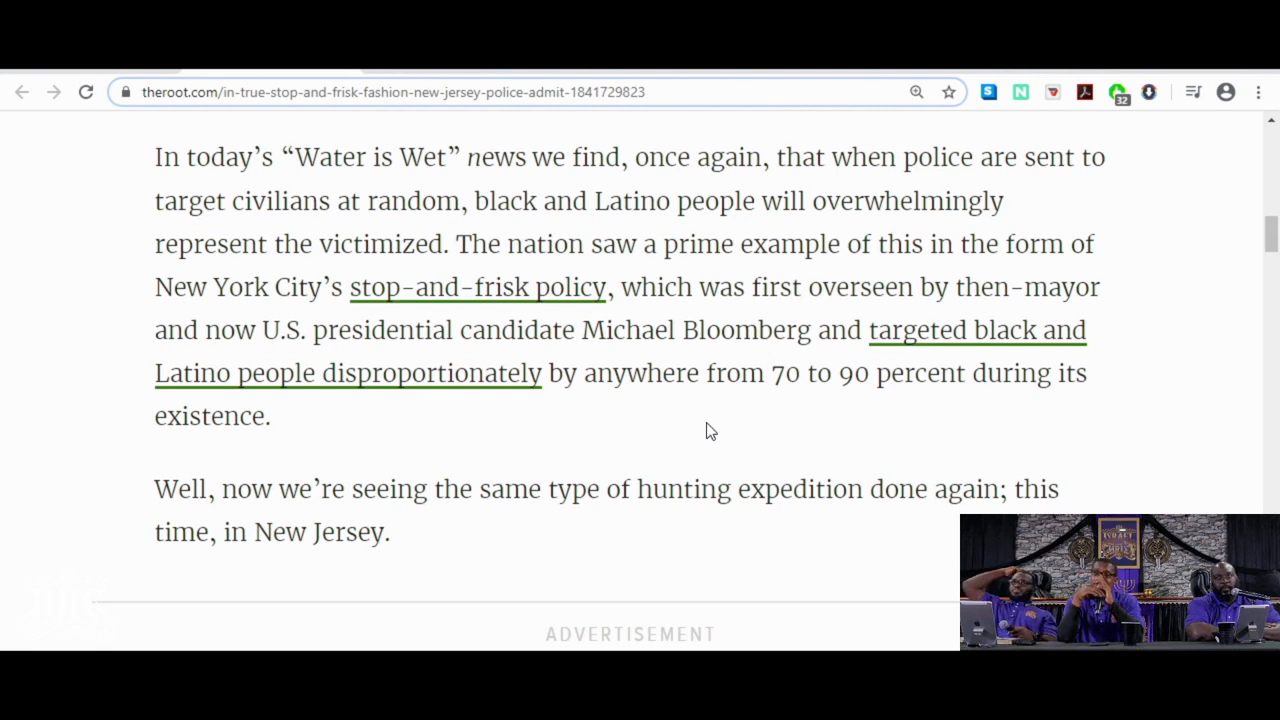 theroot.com/in-true-stop-and-frisk-fashion-new-jersey-police-admit-1841729823
32
In today’s “Water is Wet” news we find, once again, that when police are sent to
target civilians at random, black and Latino people will overwhelmingly
represent the victimized. The nation saw a prime example of this in the form of
New York City’s stop-and-frisk policy, which was first overseen by then-mayor
and now U.S. presidential candidate Michael Bloomberg and targeted black and
Latino people disproportionately by anywhere from 70 to 90 percent during its
existence.
Well, now we’re seeing the same type of hunting expedition done again; this
time, in New Jersey.
ADVERTISEMENT